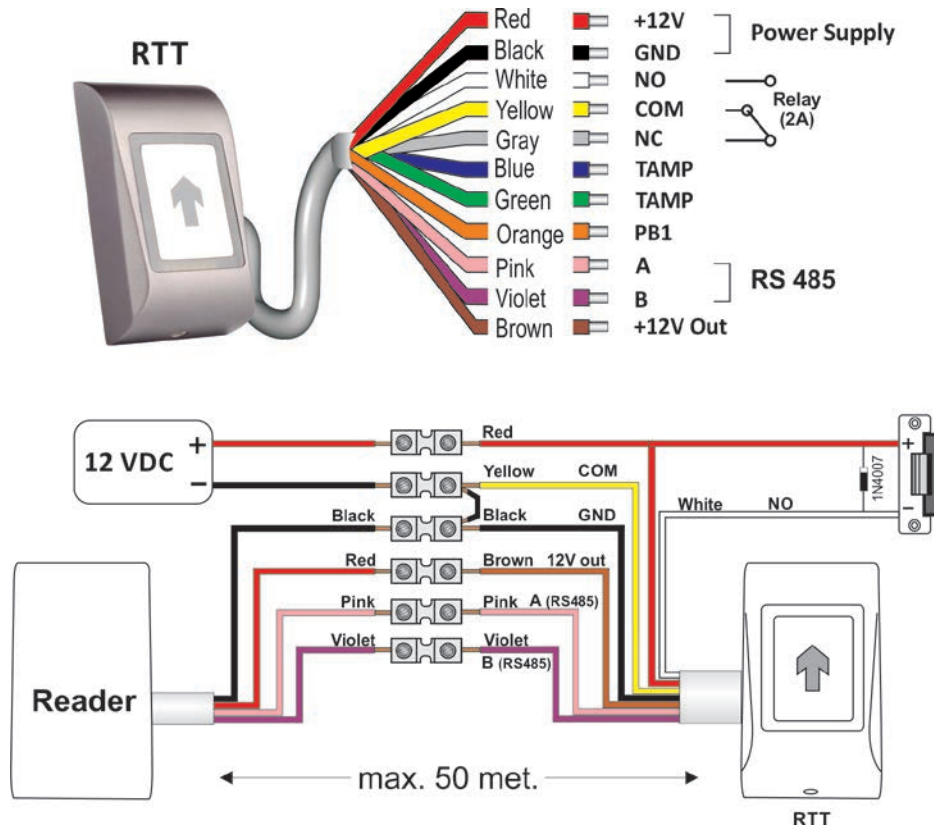 RTT
Red +12V
Black GND
Power Supply
White NO
Yellow COM
Gray NC
Relay
(2A)
Blue TAMP
Green TAMP
Orange PB1
Pink A
Violet B
RS 485
Brown +12V Out
12 VDC
+
−
Red
Yellow COM
Black
Black GND
Red
Brown 12V out
Pink
Pink A (RS485)
Violet
Violet
B (RS485)
White NO
1N4007
+
−
Reader
max. 50 met.
RTT